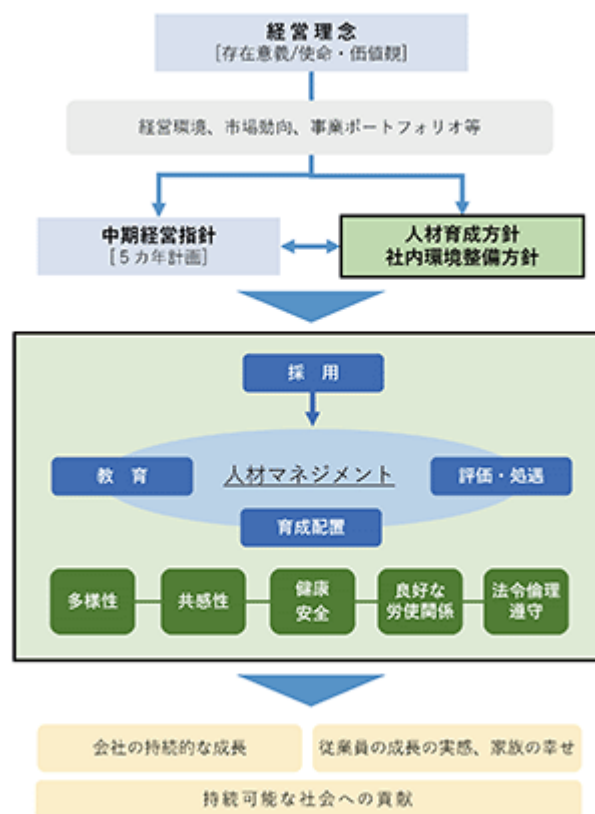 経営理念
[存在意義/使命・価値観]
経営環境、市場動向、事業ポートフォリオ等
中期経営指針
[５カ年計画]
人材育成方針
社内環境整備方針
採　用
教　育
人材マネジメント
評価・処遇
育成配置
多様性
共感性
健康
安全
良好な
労使関係
法令倫理
遵守
会社の持続的な成長
従業員の成長の実感、家族の幸せ
持続可能な社会への貢献